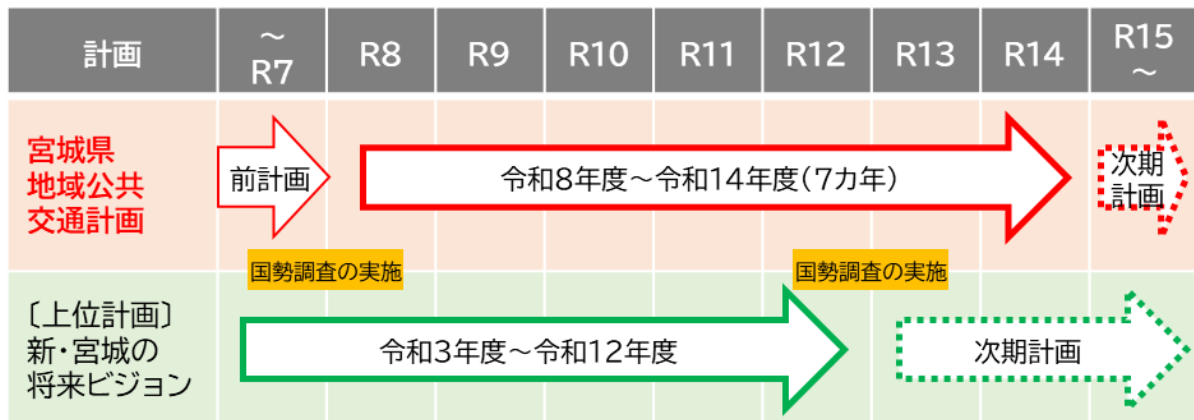 計画
～
R7
R8
R9
R10
R11
R12
R13
R14
R15
～
宮城県
地域公共
交通計画
前計画
令和8年度～令和14年度(7カ年)
次期
計画
国勢調査の実施
国勢調査の実施
〔上位計画〕
新・宮城の
将来ビジョン
令和3年度～令和12年度
次期計画